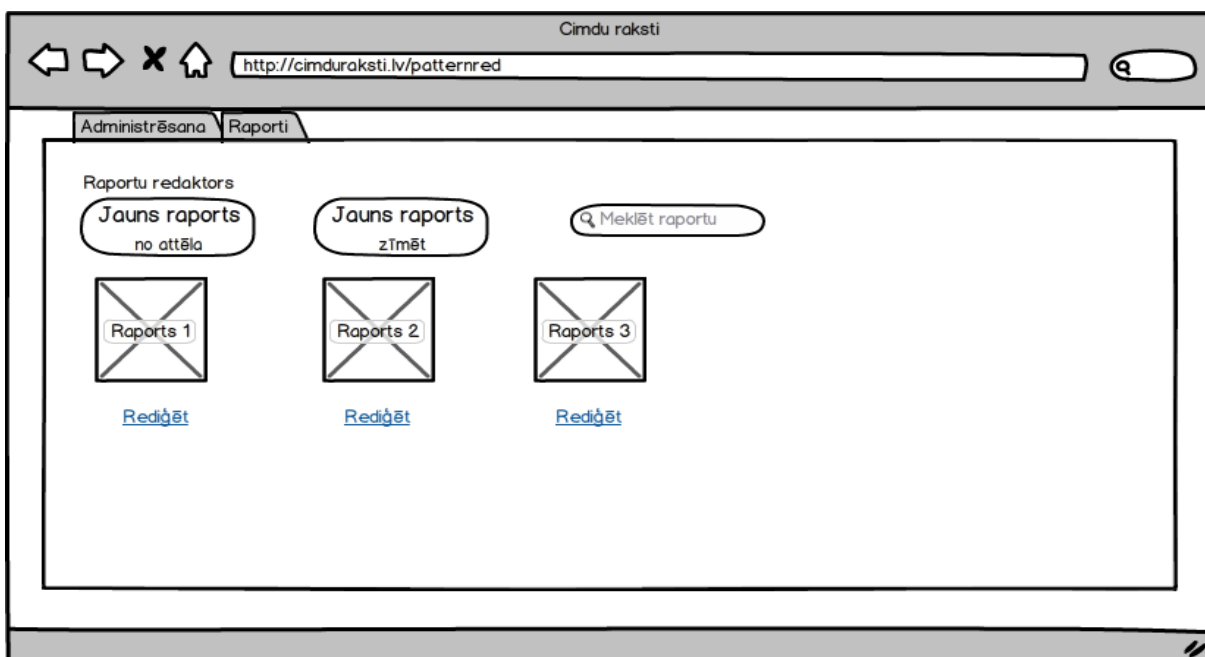 Cimdu raksti
http://cimduraksti.lv/patternred
Administrēsana Raporti
Raportu redaktors
Jauns raports
no attēla
Jauns raports
zīmēt
Meklēt raportu
Raports 1
Raports 2
Raports 3
Rediģēt
Rediģēt
Rediģēt